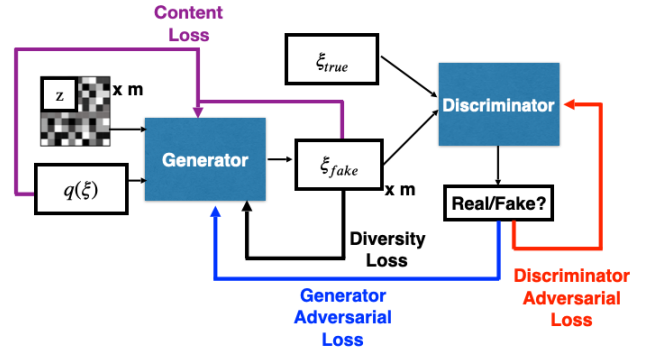 Content
Loss
z
x m
q(ξ)
Generator
ξtrue
ξfake
x m
Discriminator
Real/Fake?
Diversity
Loss
Generator
Adversarial
Loss
Discriminator
Adversarial
Loss